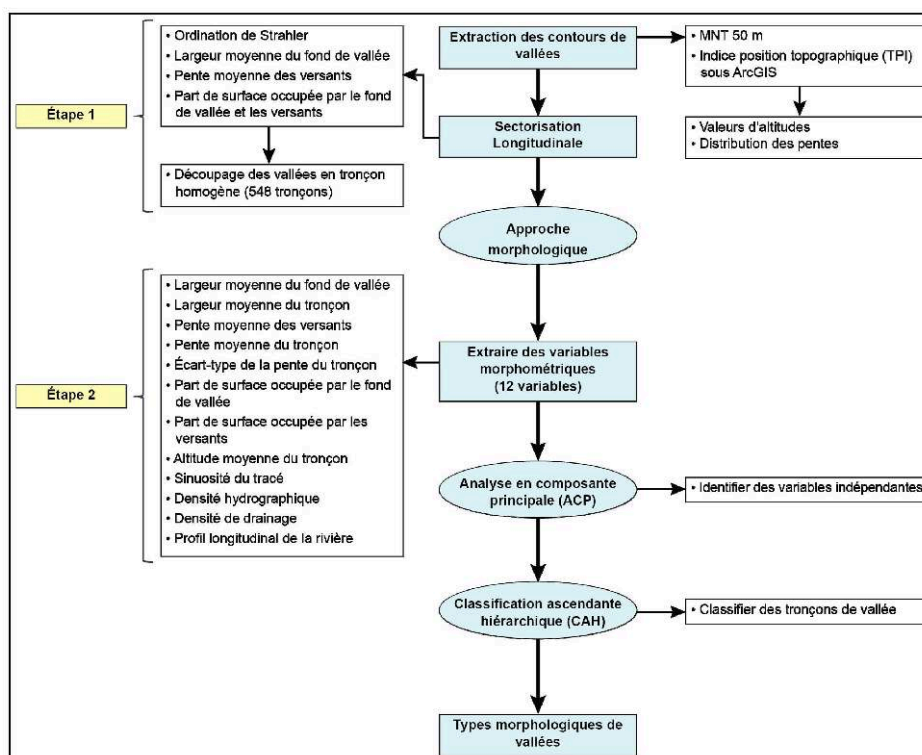 Étape 1
• Ordination de Strahler
• Largeur moyenne du fond de vallée
• Pente moyenne des versants
• Part de surface occupée par le fond
de vallée et les versants
• Découpage des vallées en tronçon
homogène (548 tronçons)
Extraction des contours de
vallées
• MNT 50 m
• Indice position topographique (TPI)
sous ArcGIS
• Valeurs d'altitudes
• Distribution des pentes
Sectorisation
Longitudinale
Approche
morphologique
Étape 2
• Largeur moyenne du fond de vallée
• Largeur moyenne du tronçon
• Pente moyenne des versants
• Pente moyenne du tronçon
• Écart-type de la pente du tronçon
• Part de surface occupée par le fond
de vallée
• Part de surface occupée par les
versants
• Altitude moyenne du tronçon
• Sinuosité du tracé
• Densité hydrographique
• Densité de drainage
• Profil longitudinal de la rivière
Extraire des variables
morphométriques
(12 variables)
Analyse en composante
principale (ACP)
• Identifier des variables indépendantes
Classification ascendante
hiérarchique (CAH)
• Classifier des tronçons de vallée
Types morphologiques de
vallées